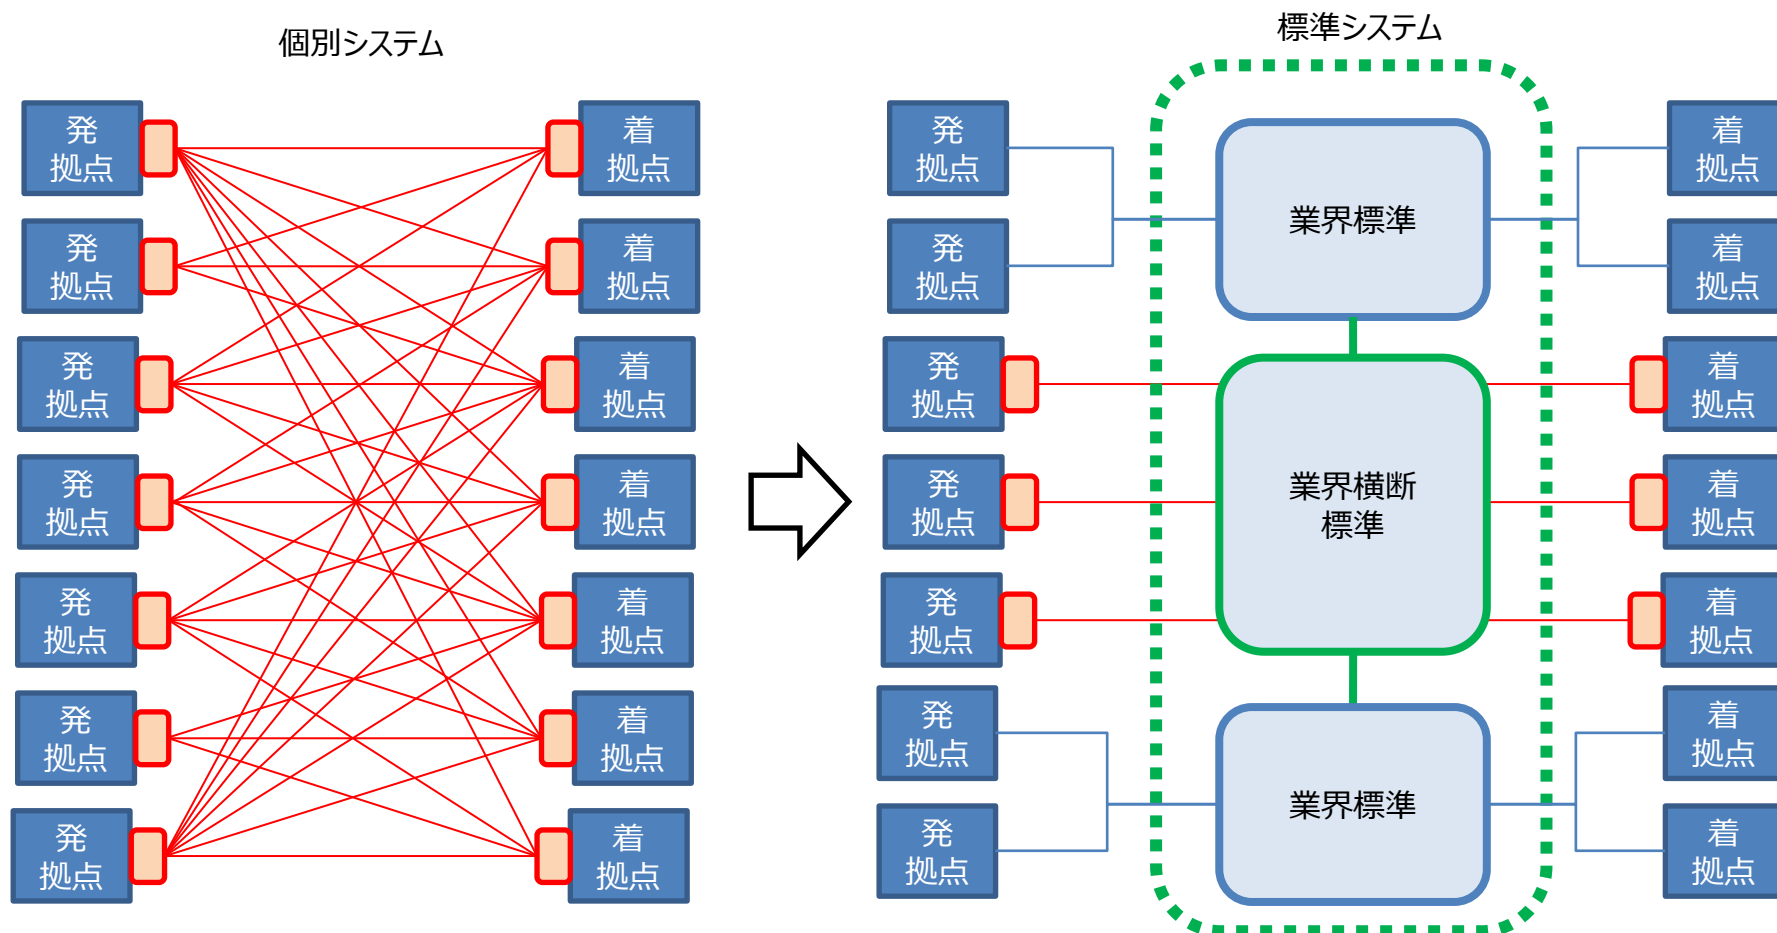 個別システム
発
拠点
着
拠点
発
拠点
着
拠点
発
拠点
着
拠点
発
拠点
着
拠点
発
拠点
着
拠点
発
拠点
着
拠点
発
拠点
着
拠点
標準システム
発
拠点
着
拠点
発
拠点
着
拠点
業界標準
発
拠点
着
拠点
発
拠点
着
拠点
業界横断
標準
発
拠点
着
拠点
発
拠点
着
拠点
業界標準
発
拠点
着
拠点